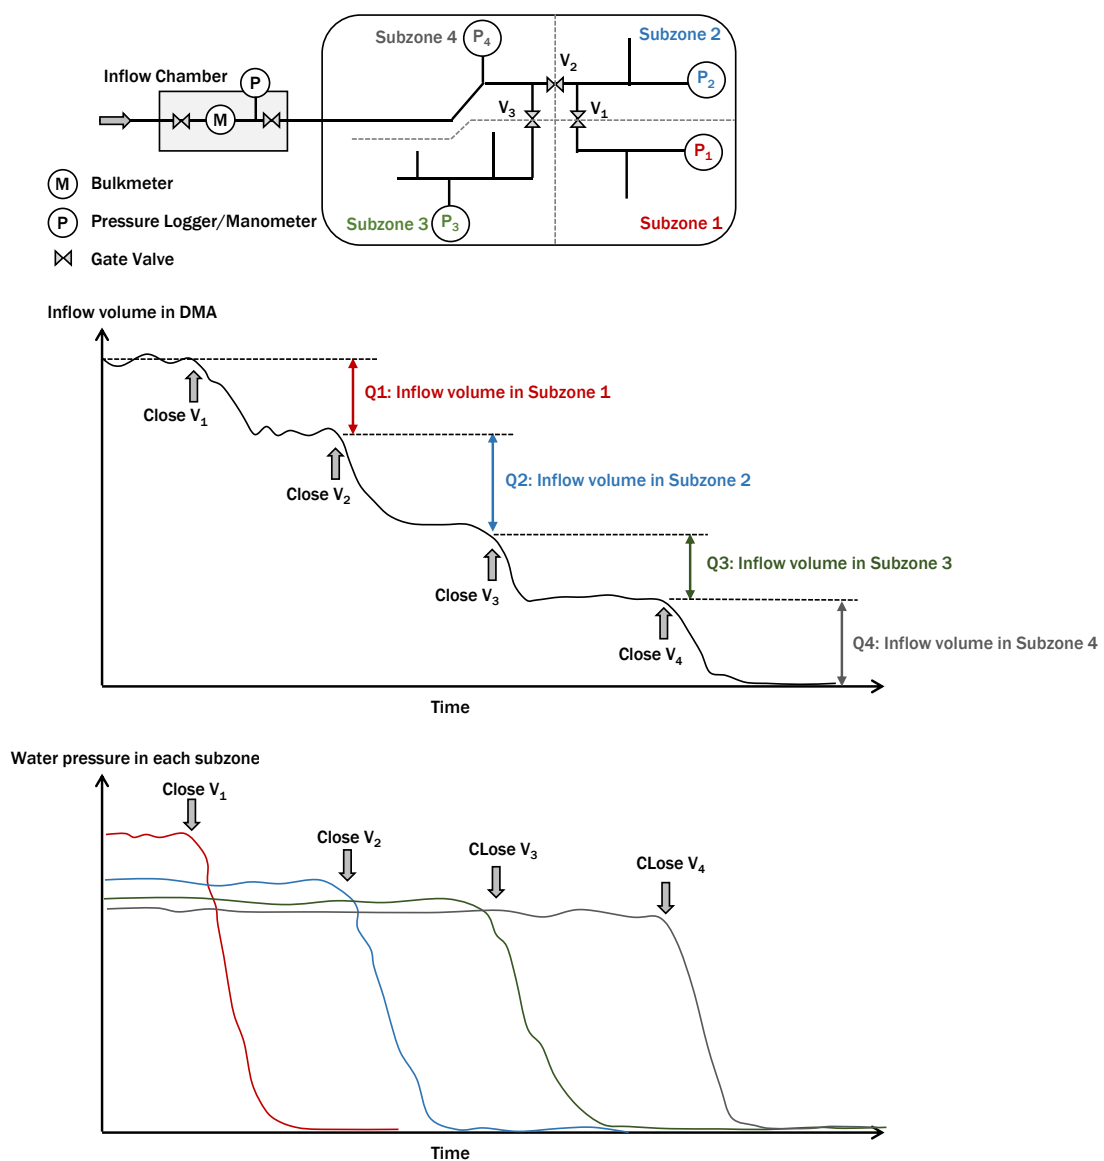 Subzone 4
P4
Subzone 2
V2
P2
Inflow Chamber
P
M
V3
V1
P1
M Bulkmeter
P Pressure Logger/Manometer
Gate Valve
Subzone 3
P3
Subzone 1
Inflow volume in DMA
Close V1
Q1: Inflow volume in Subzone 1
Close V2
Q2: Inflow volume in Subzone 2
Close V3
Q3: Inflow volume in Subzone 3
Close V4
Q4: Inflow volume in Subzone 4
Time
Water pressure in each subzone
Close V1
Close V2
CLose V3
CLose V4
Time